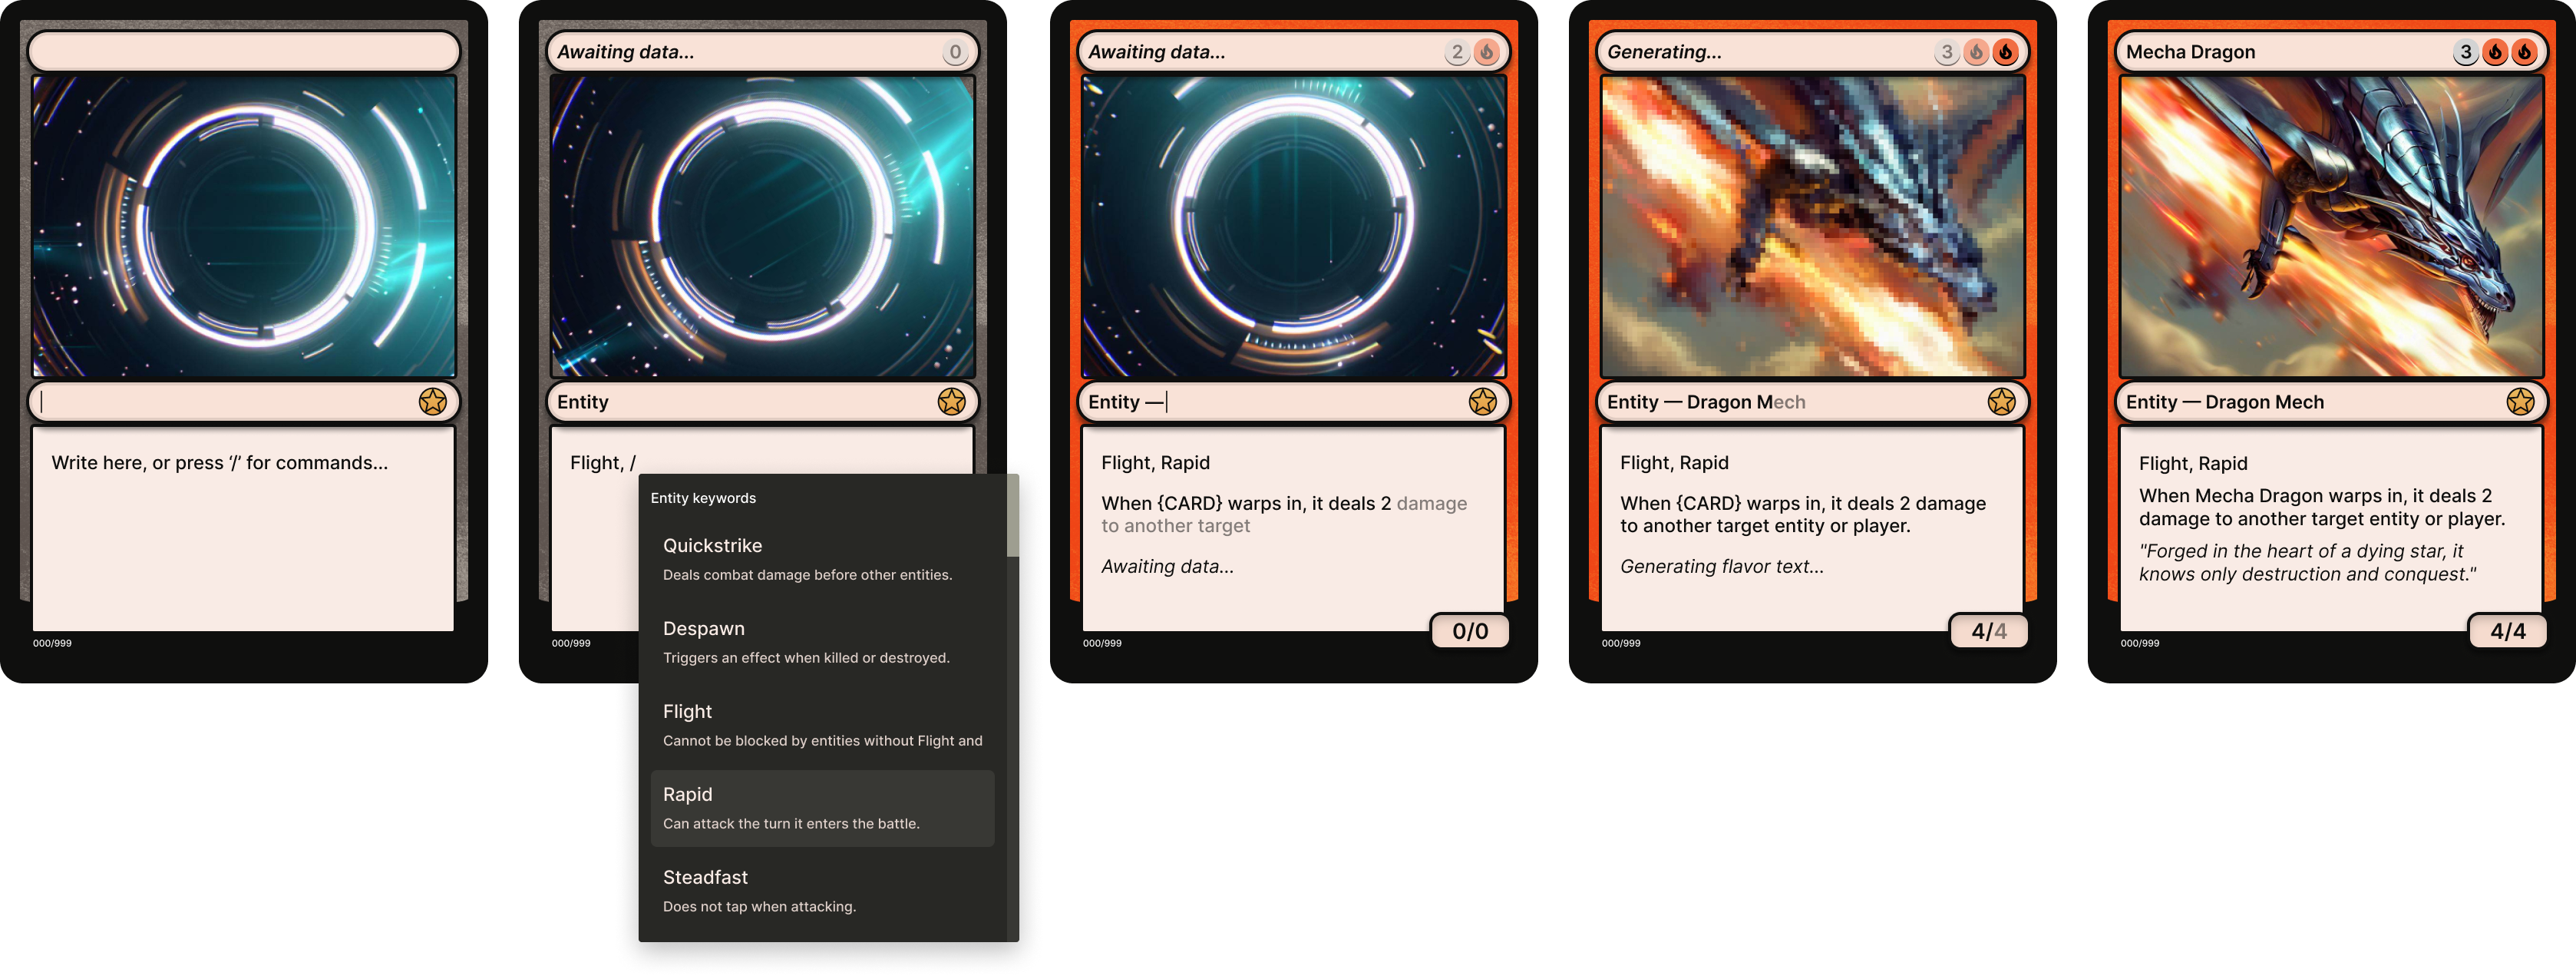 Write here, or press ‘/’ for commands...
000/999
Awaiting data...
0
Entity
Flight, /
Entity keywords
Quickstrike
Deals combat damage before other entities.
Despawn
Triggers an effect when killed or destroyed.
Flight
Cannot be blocked by entities without Flight and
Rapid
Can attack the turn it enters the battle.
Steadfast
Does not tap when attacking.
000/999
Awaiting data...
2
Entity —
Flight, Rapid
When {CARD} warps in, it deals 2 damage
to another target
Awaiting data...
0/0
000/999
Generating...
3
Entity — Dragon Mech
Flight, Rapid
When {CARD} warps in, it deals 2 damage
to another target entity or player.
Generating flavor text...
4/4
000/999
Mecha Dragon
3
Entity — Dragon Mech
Flight, Rapid
When Mecha Dragon warps in, it deals 2
damage to another target entity or player.
"Forged in the heart of a dying star, it
knows only destruction and conquest."
4/4
000/999